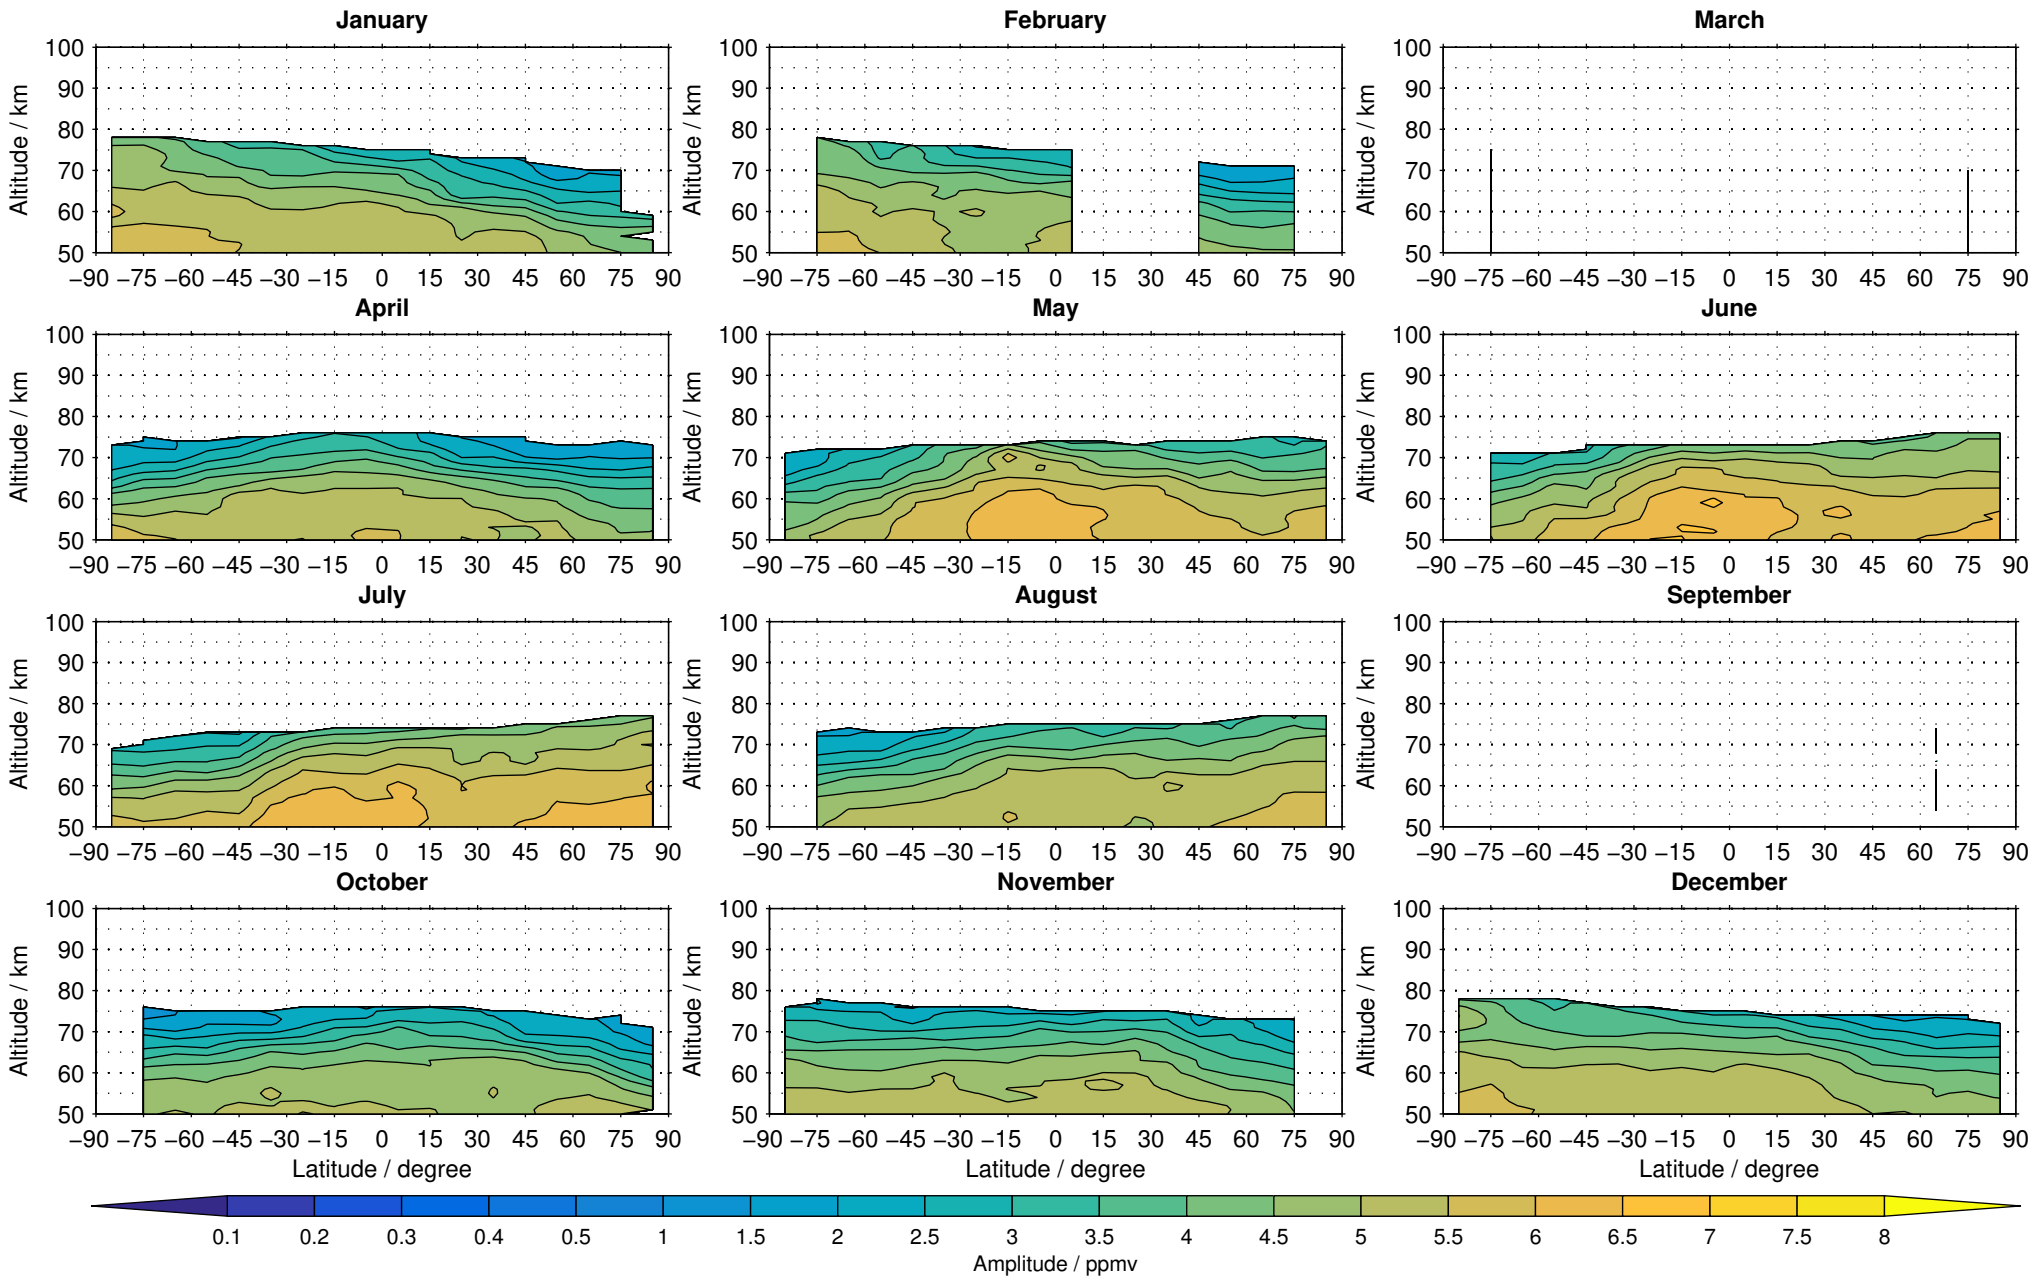 January February March
100 100 100
90 90 90
80 80 80
70 70 70
60 60 60
50 50 50
Altitude / km Altitude / km Altitude / km
−90 −75 −60 −45 −30 −15 0 15 30 45 60 75 90 −90 −75 −60 −45 −30 −15 0 15 30 45 60 75 90 −90 −75 −60 −45 −30 −15 0 15 30 45 60 75 90
April May June
100 100 100
90 90 90
80 80 80
70 70 70
60 60 60
50 50 50
Altitude / km Altitude / km Altitude / km
−90 −75 −60 −45 −30 −15 0 15 30 45 60 75 90 −90 −75 −60 −45 −30 −15 0 15 30 45 60 75 90 −90 −75 −60 −45 −30 −15 0 15 30 45 60 75 90
July August September
100 100 100
90 90 90
80 80 80
70 70 70
60 60 60
50 50 50
Altitude / km Altitude / km Altitude / km
−90 −75 −60 −45 −30 −15 0 15 30 45 60 75 90 −90 −75 −60 −45 −30 −15 0 15 30 45 60 75 90 −90 −75 −60 −45 −30 −15 0 15 30 45 60 75 90
October November December
100 100 100
90 90 90
80 80 80
70 70 70
60 60 60
50 50 50
Altitude / km Altitude / km Altitude / km
−90 −75 −60 −45 −30 −15 0 15 30 45 60 75 90 −90 −75 −60 −45 −30 −15 0 15 30 45 60 75 90 −90 −75 −60 −45 −30 −15 0 15 30 45 60 75 90
Latitude / degree Latitude / degree Latitude / degree
0.1 0.2 0.3 0.4 0.5 1 1.5 2 2.5 3 3.5 4 4.5 5 5.5 6 6.5 7 7.5 8
Amplitude / ppmv